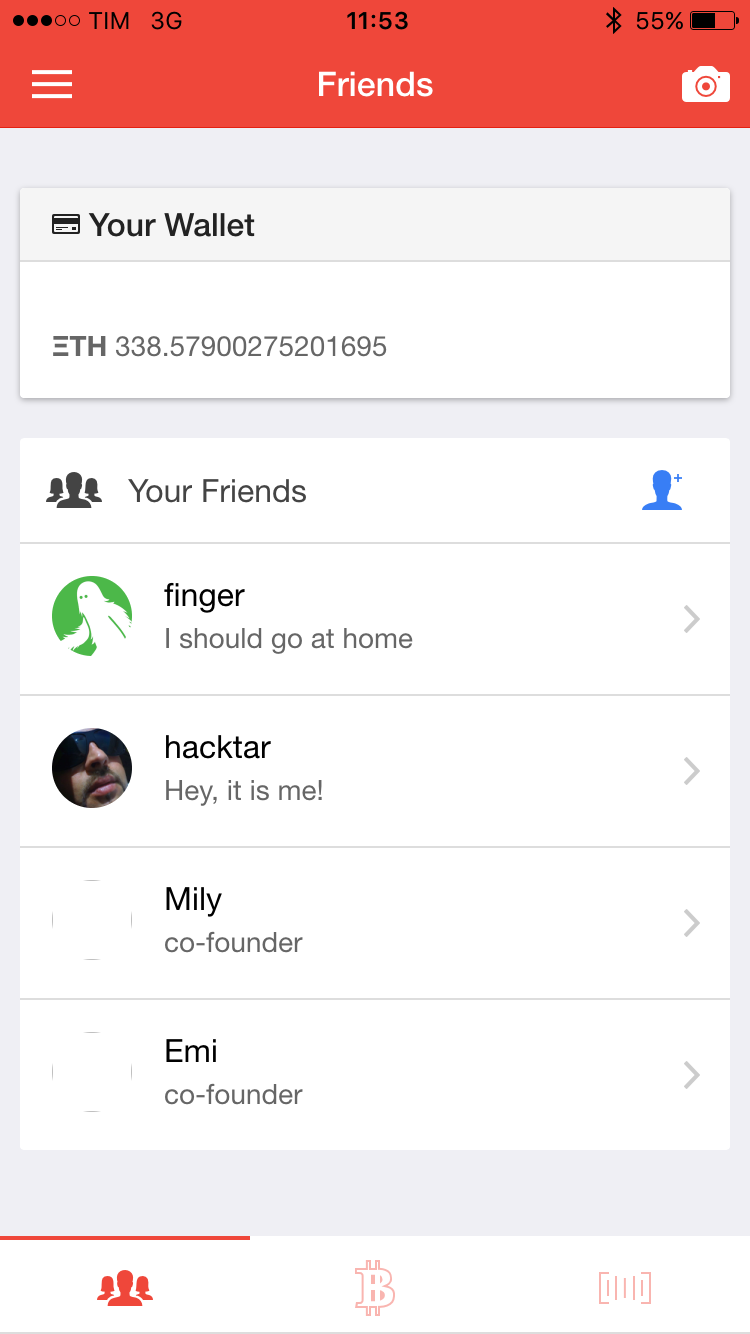 TIM 3G 11:53 55%
Friends
Your Wallet
ΞTH 338.57900275201695
Your Friends
finger
I should go at home
hacktar
Hey, it is me!
Mily
co-founder
Emi
co-founder